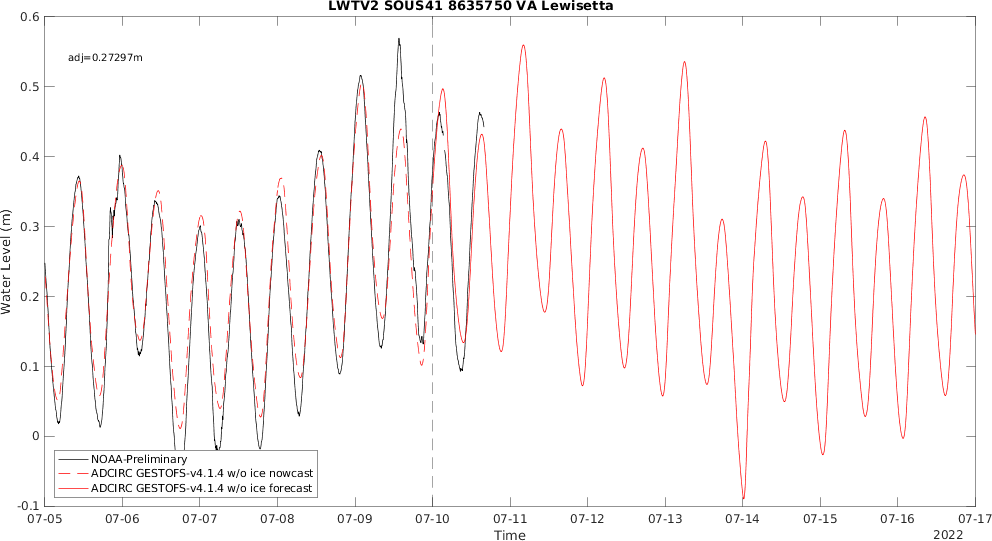 LWTV2 SOUS41 8635750 VA Lewisetta
adj=0.27297m
Water Level (m)
0.6
0.5
0.4
0.3
0.2
0.1
0
-0.1
NOAA-Preliminary
ADCIRC GESTOFS-v4.1.4 w/o ice nowcast
ADCIRC GESTOFS-v4.1.4 w/o ice forecast
07-05 07-06 07-07 07-08 07-09 07-10 07-11 07-12 07-13 07-14 07-15 07-16 07-17
Time
2022